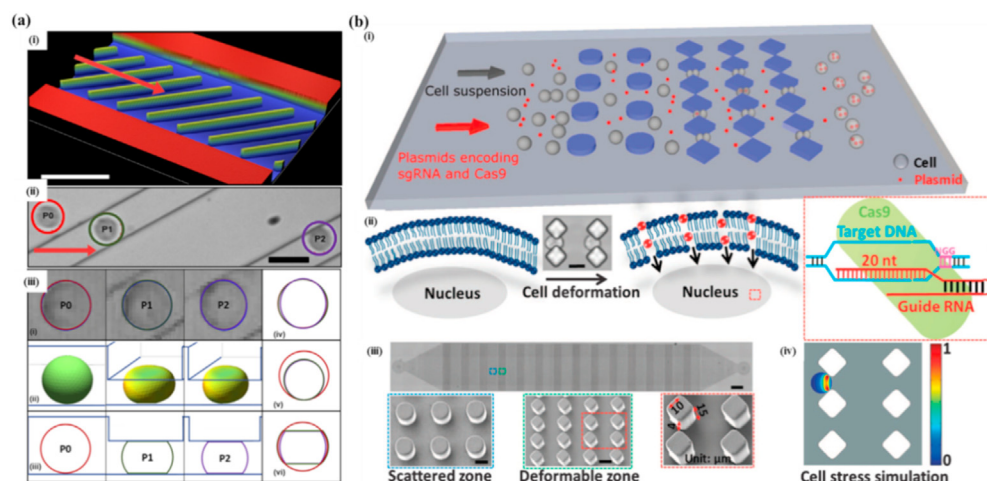 (a)
(i)
(ii)
P0
P1
P2
(iii)
P0
P1
P2
(i)
(iv)
(ii)
(v)
P0
P1
P2
(iii)
(vi)
(b)
(i)
Cell suspension
Plasmids encoding
sgRNA and Cas9
Cell
Plasmid
(ii)
Nucleus
Cell deformation
Nucleus
Cas9
Target DNA
NGG
20 nt
Guide RNA
(iii)
10
15
4
Unit: μm
Scattered zone
Deformable zone
(iv)
1
0
Cell stress simulation